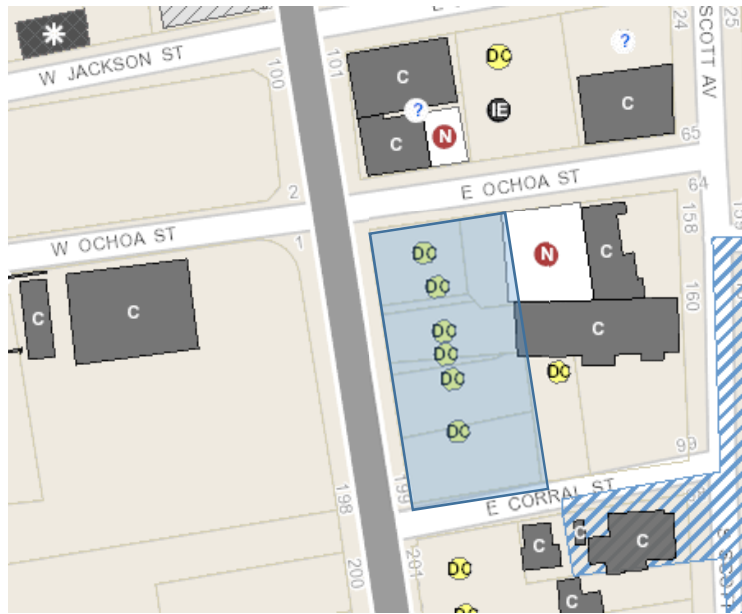 SCOTT AV
24
25
W JACKSON ST
100
101
C
?
DC
IE
C
N
?
C
65
E OCHOA ST
64
2
W OCHOA ST
1
158
160
DC
DC
DC
DC
DC
DC
N
C
C
DC
C
C
99
E CORRAL ST
198
199
200
201
C
C
C
C
DC